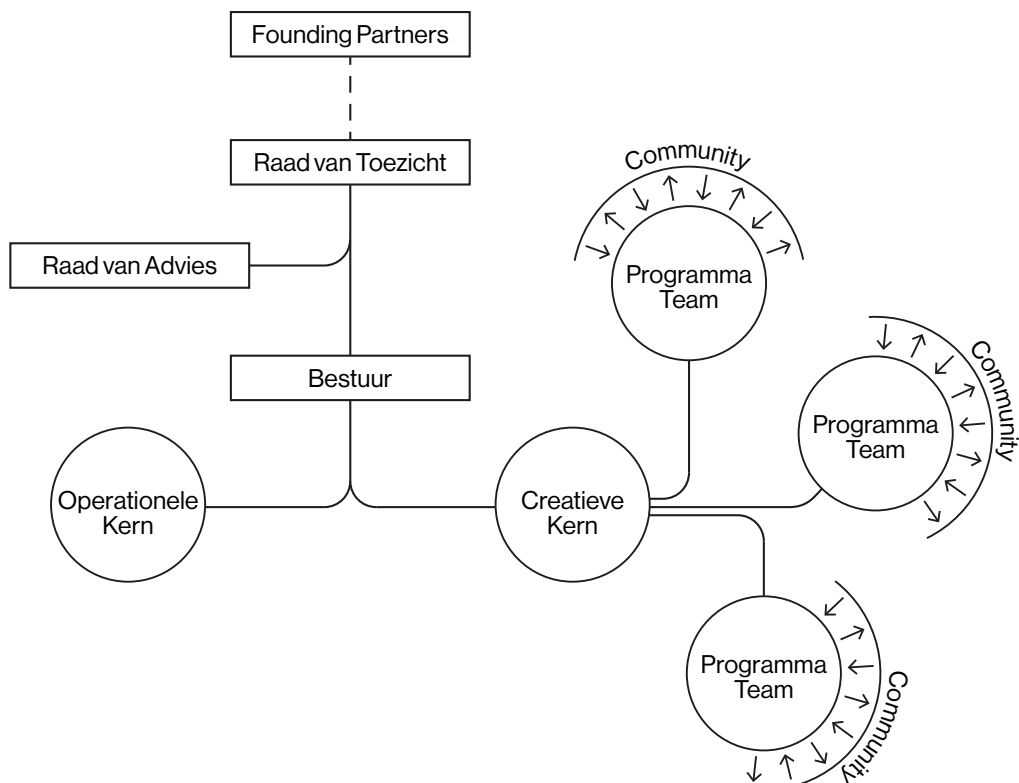 Founding Partners
Raad van Toezicht
Community
Raad van Advies
Programma
Team
Bestuur
Community
Programma
Team
Operationele
Kern
Creatieve
Kern
Programma
Team
Community